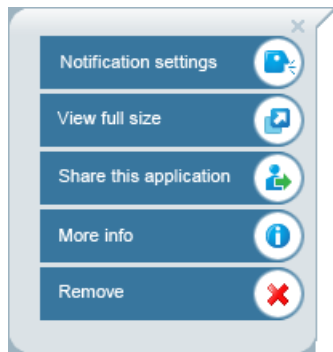 Notification settings
View full size
Share this application
More info
Remove